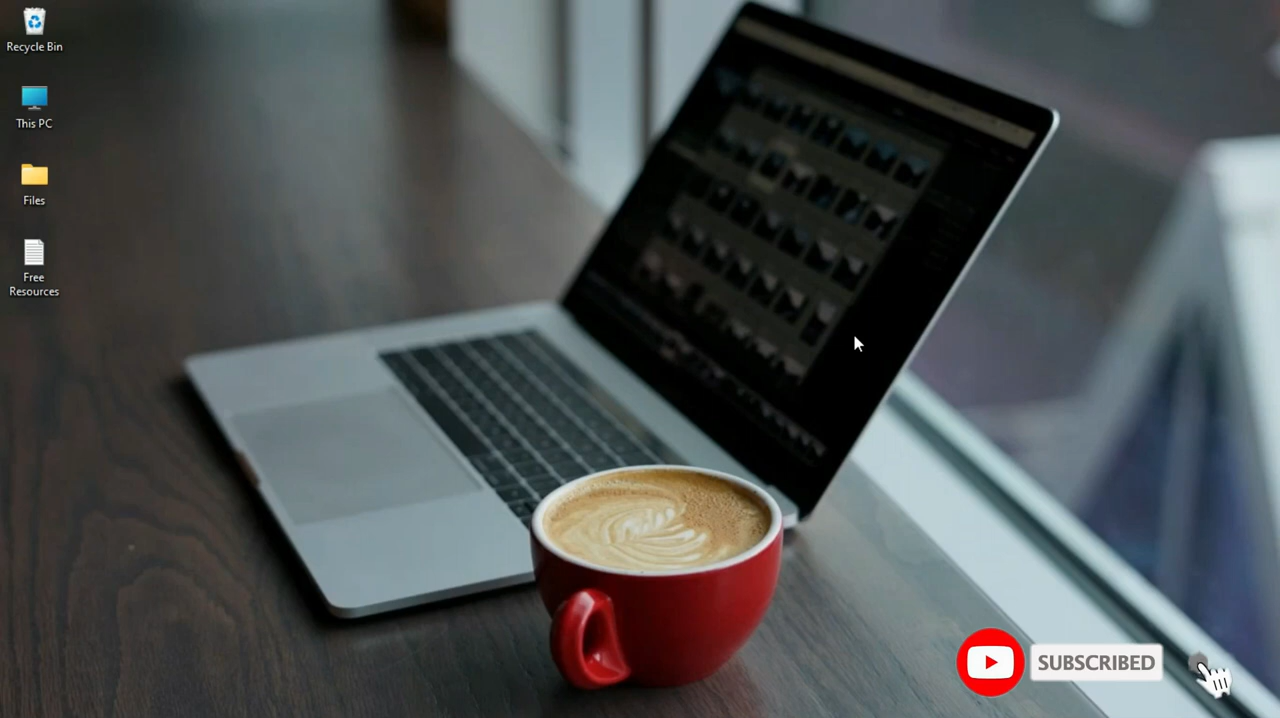 Recycle Bin
This PC
Files
Free
Resources
SUBSCRIBED